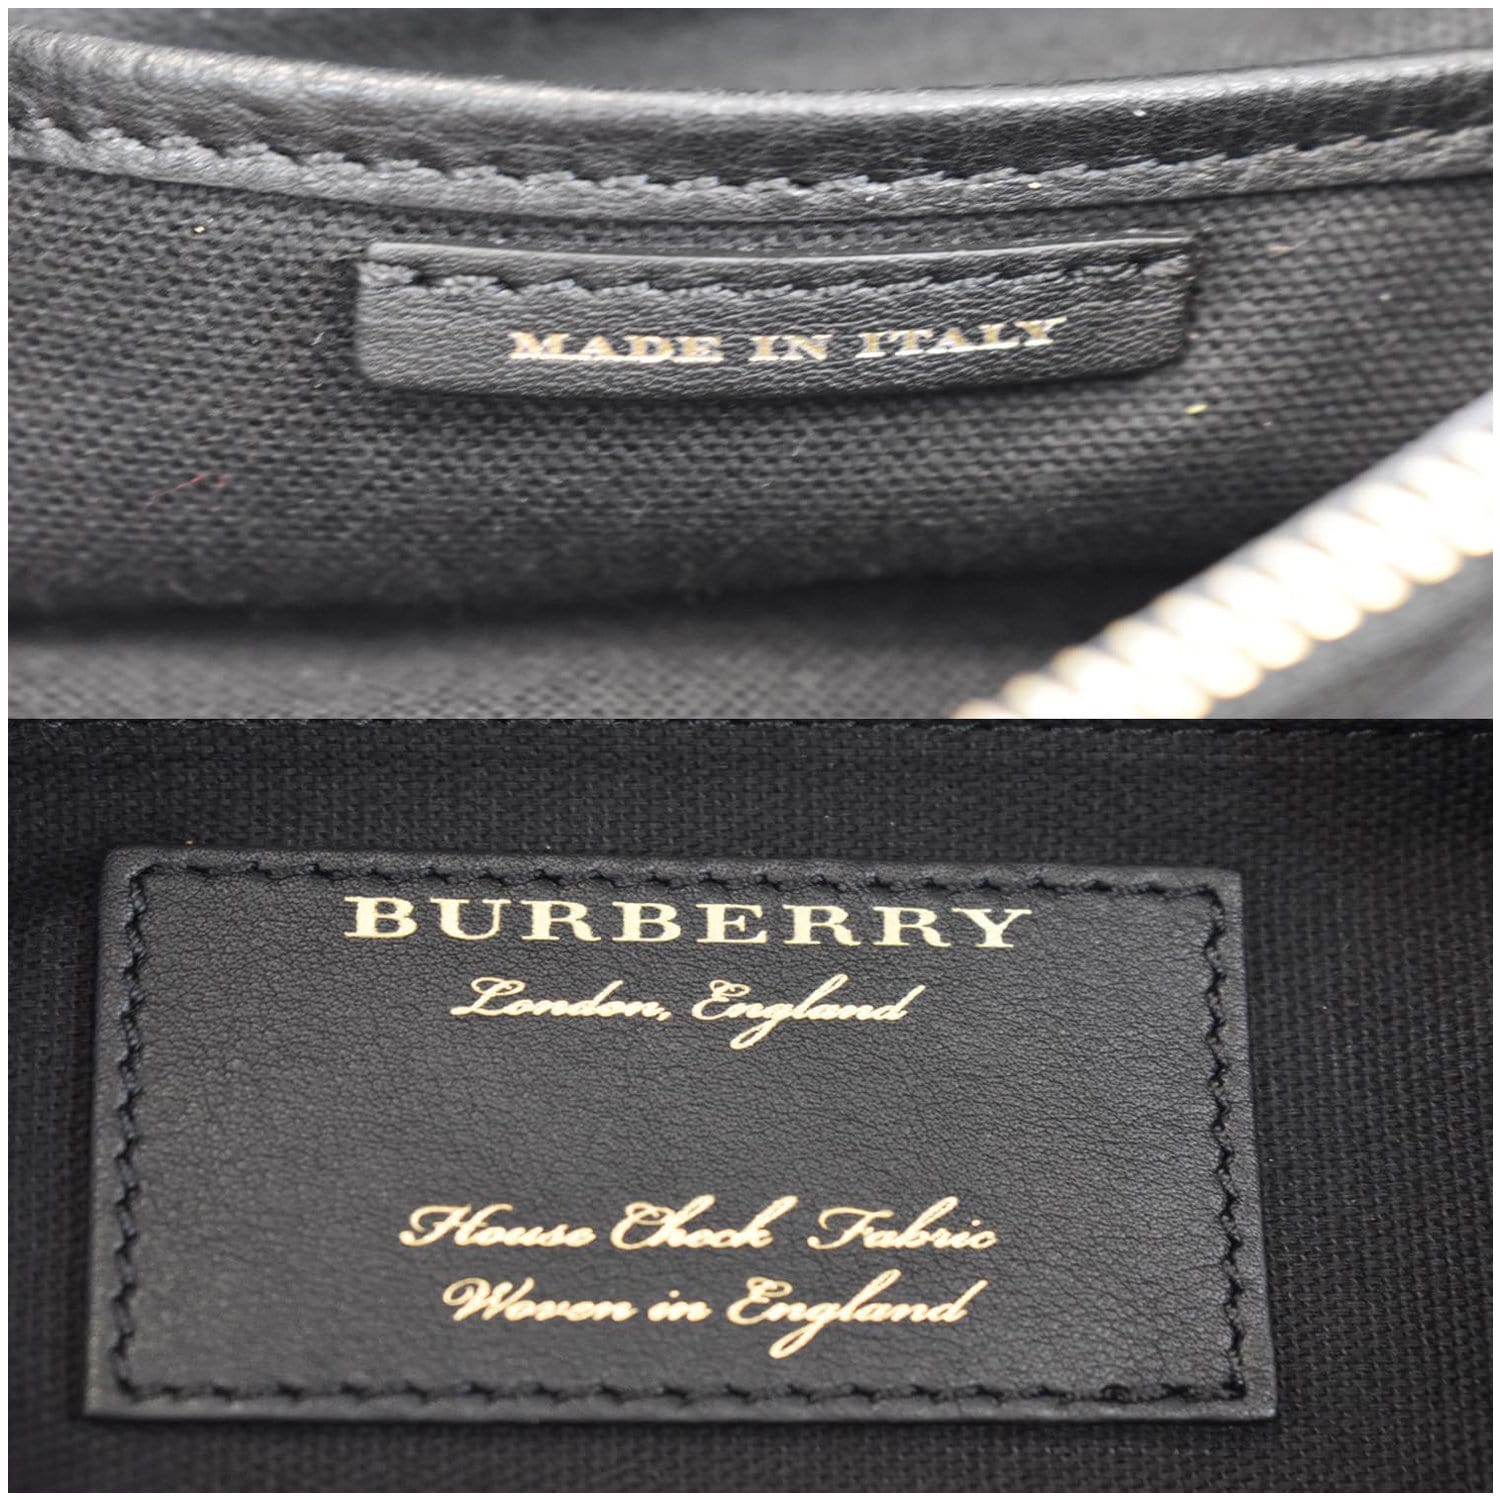 MADE IN ITALY
BURBERRY
London, England
House Check Fabric
Woven in England